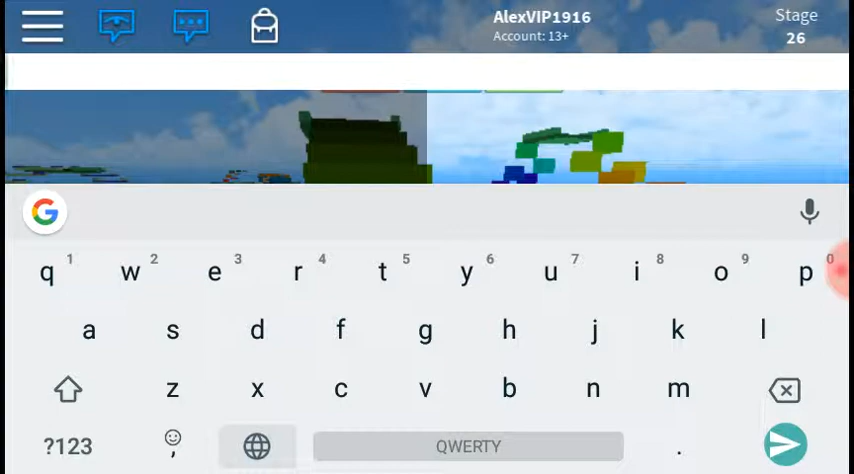 AlexVIP1916
Account: 13+
Stage
26
G
1 2 3 4 5 6 7 8 9 0
q w e r t y u i o p
a s d f g h j k l
z x c v b n m
?123 , QWERTY .